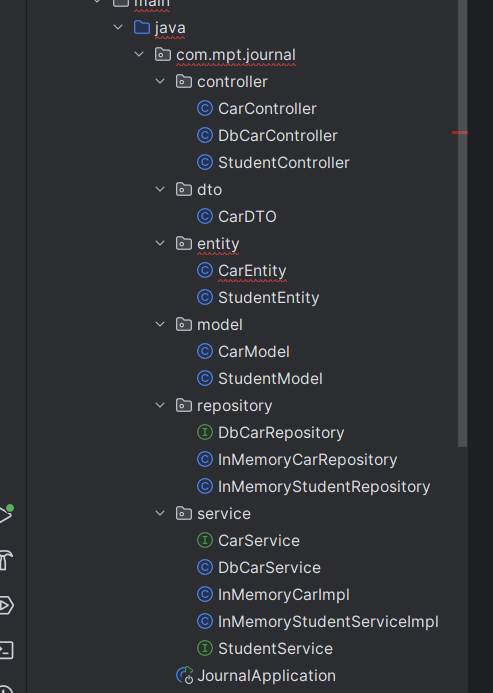 main
java
com.mpt.journal
controller
CarController
DbCarController
StudentController
dto
CarDTO
entity
CarEntity
StudentEntity
model
CarModel
StudentModel
repository
DbCarRepository
InMemoryCarRepository
InMemoryStudentRepository
service
CarService
DbCarService
InMemoryCarImpl
InMemoryStudentServiceImpl
StudentService
JournalApplication